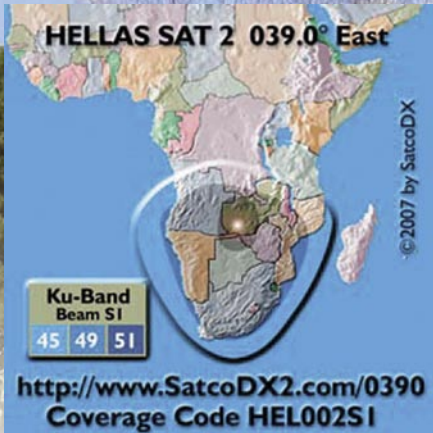 HELLAS SAT 2 039.0° East
©2007 by SatcoDX
Ku-Band
Beam S1
45 49 51
http://www.SatcoDX2.com/0390
Coverage Code HEL002S1